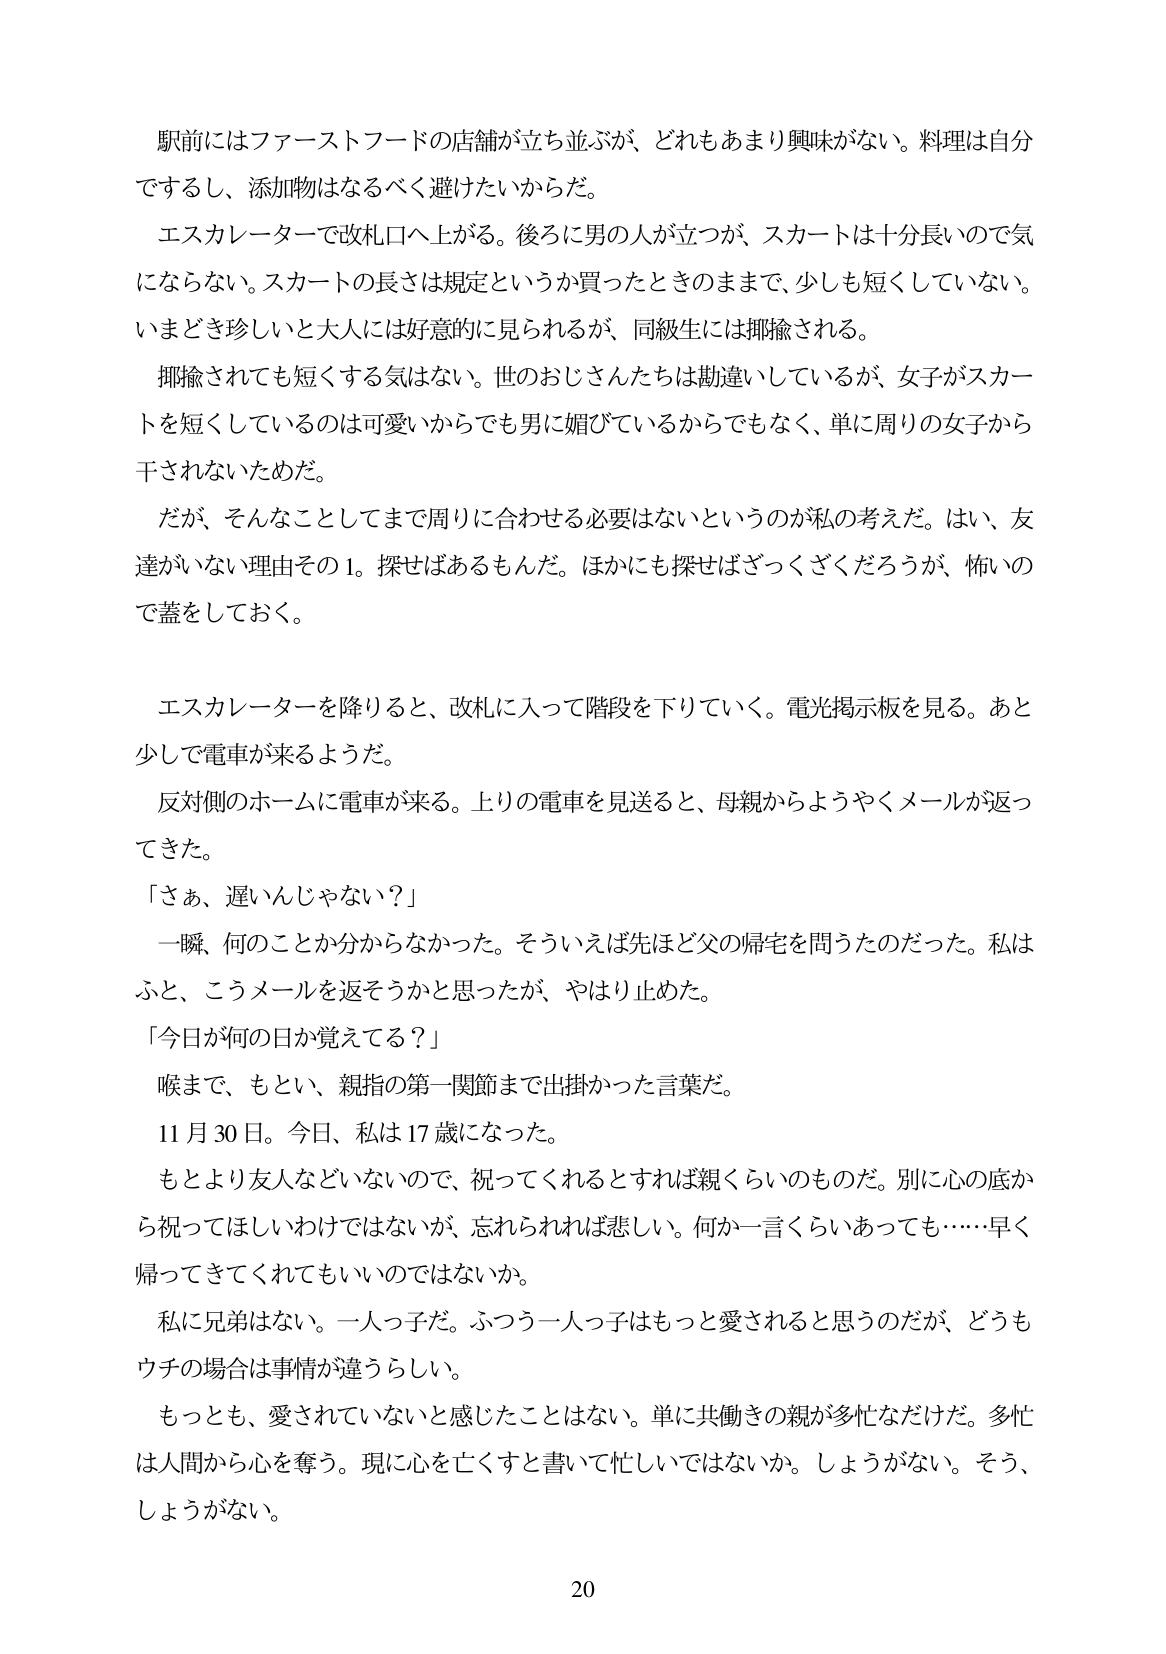 駅前にはファーストフードの店舗が立ち並ぶが、どれもあまり興味がない。料理は自分
でするし、添加物はなるべく避けたいからだ。
エスカレーターで改札口へ上がる。後ろに男の人が立つが、スカートは十分長いので気
にならない。スカートの長さは規定というか買ったときのままで、少しも短くしていない。
いまどき珍しいと大人には好意的に見られるが、同級生には揶揄される。
揶揄されても短くする気はない。世のおじさんたちは勘違いしているが、女子がスカー
トを短くしているのは可愛いからでも男に媚びているからでもなく、単に周りの女子から
干されないためだ。
だが、そんなことしてまで周りに合わせる必要はないというのが私の考えだ。はい、友
達がいない理由その1。探せばあるもんだ。ほかにも探せばざっくざくだろうが、怖いの
で蓋をしておく。
エスカレーターを降りると、改札に入って階段を下りていく。電光掲示板を見る。あと
少しで電車が来るようだ。
反対側のホームに電車が来る。上りの電車を見送ると、母親からようやくメールが返っ
てきた。
「さぁ、遅いんじゃない？」
一瞬、何のことか分からなかった。そういえば先ほど父の帰宅を問うたのだった。私は
ふと、こうメールを返そうかと思ったが、やはり止めた。
「今日が何の日か覚えてる？」
喉まで、もとい、親指の第一関節まで出掛かった言葉だ。
11月30日。今日、私は17歳になった。
もとより友人などいないので、祝ってくれるとすれば親くらいのものだ。別に心の底か
ら祝ってほしいわけではないが、忘れられれば悲しい。何か一言くらいあっても……早く
帰ってきてくれてもいいのではないか。
私に兄弟はない。一人っ子だ。ふつう一人っ子はもっと愛されると思うのだが、どうも
ウチの場合は事情が違うらしい。
もっとも、愛されていないと感じたことはない。単に共働きの親が多忙なだけだ。多忙
は人間から心を奪う。現に心を亡くすと書いて忙しいではないか。しょうがない。そう、
しょうがない。
20